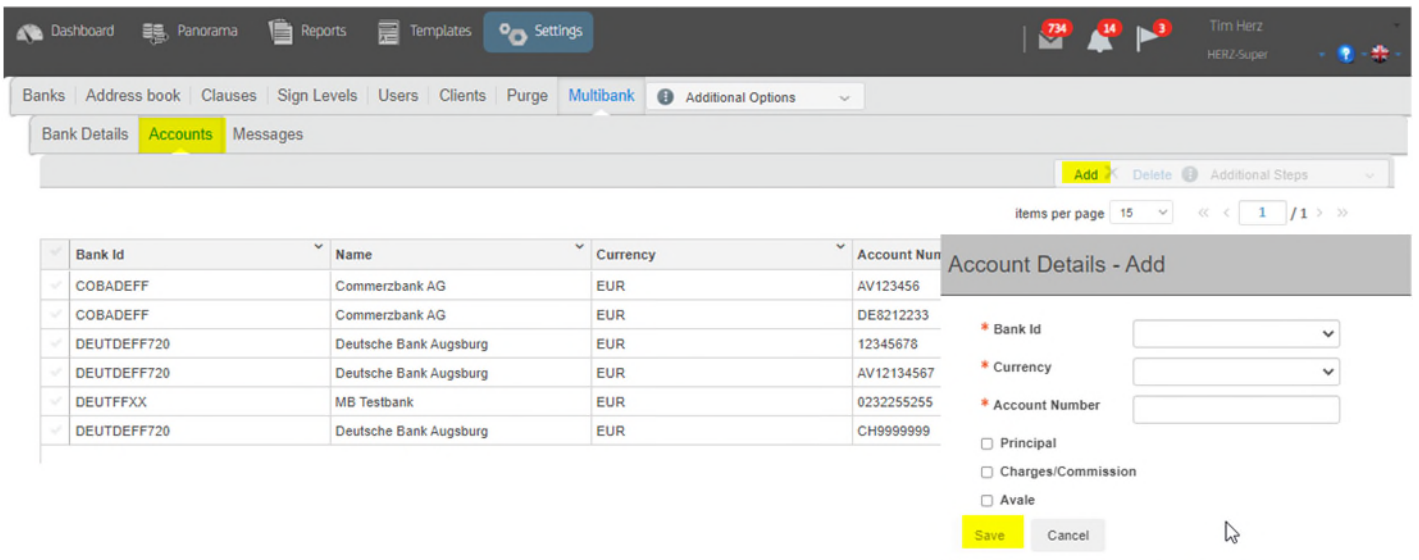 Dashboard Panorama Reports Templates Settings 734 14 3 Tim Herz
HERZ-Super ?
Banks Address book Clauses Sign Levels Users Clients Purge Multibank Additional Options
Bank Details Accounts Messages
Add Delete Additional Steps
items per page 15 « < 1 / 1 > »
Bank Id Name Currency Account Num
COBADEFF Commerzbank AG EUR AV123456
COBADEFF Commerzbank AG EUR DE8212233
DEUTDEFF720 Deutsche Bank Augsburg EUR 12345678
DEUTDEFF720 Deutsche Bank Augsburg EUR AV12134567
DEUTFFXX MB Testbank EUR 0232255255
DEUTDEFF720 Deutsche Bank Augsburg EUR CH9999999
Account Details - Add
* Bank Id
* Currency
* Account Number
Principal
Charges/Commission
Avale
Save Cancel